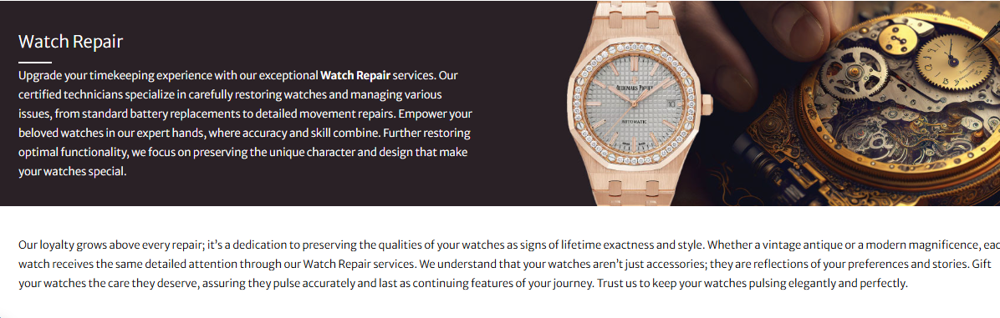 Watch Repair
Upgrade your timekeeping experience with our exceptional Watch Repair services. Our
certified technicians specialize in carefully restoring watches and managing various
issues, from standard battery replacements to detailed movement repairs. Empower your
beloved watches in our expert hands, where accuracy and skill combine. Further restoring
optimal functionality, we focus on preserving the unique character and design that make
your watches special.
AUDEMARS PIGUET
AUTOMATIC
Our loyalty grows above every repair; it's a dedication to preserving the qualities of your watches as signs of lifetime exactness and style. Whether a vintage antique or a modern magnificence, eac
watch receives the same detailed attention through our Watch Repair services. We understand that your watches aren't just accessories; they are reflections of your preferences and stories. Gift
your watches the care they deserve, assuring they pulse accurately and last as continuing features of your journey. Trust us to keep your watches pulsing elegantly and perfectly.